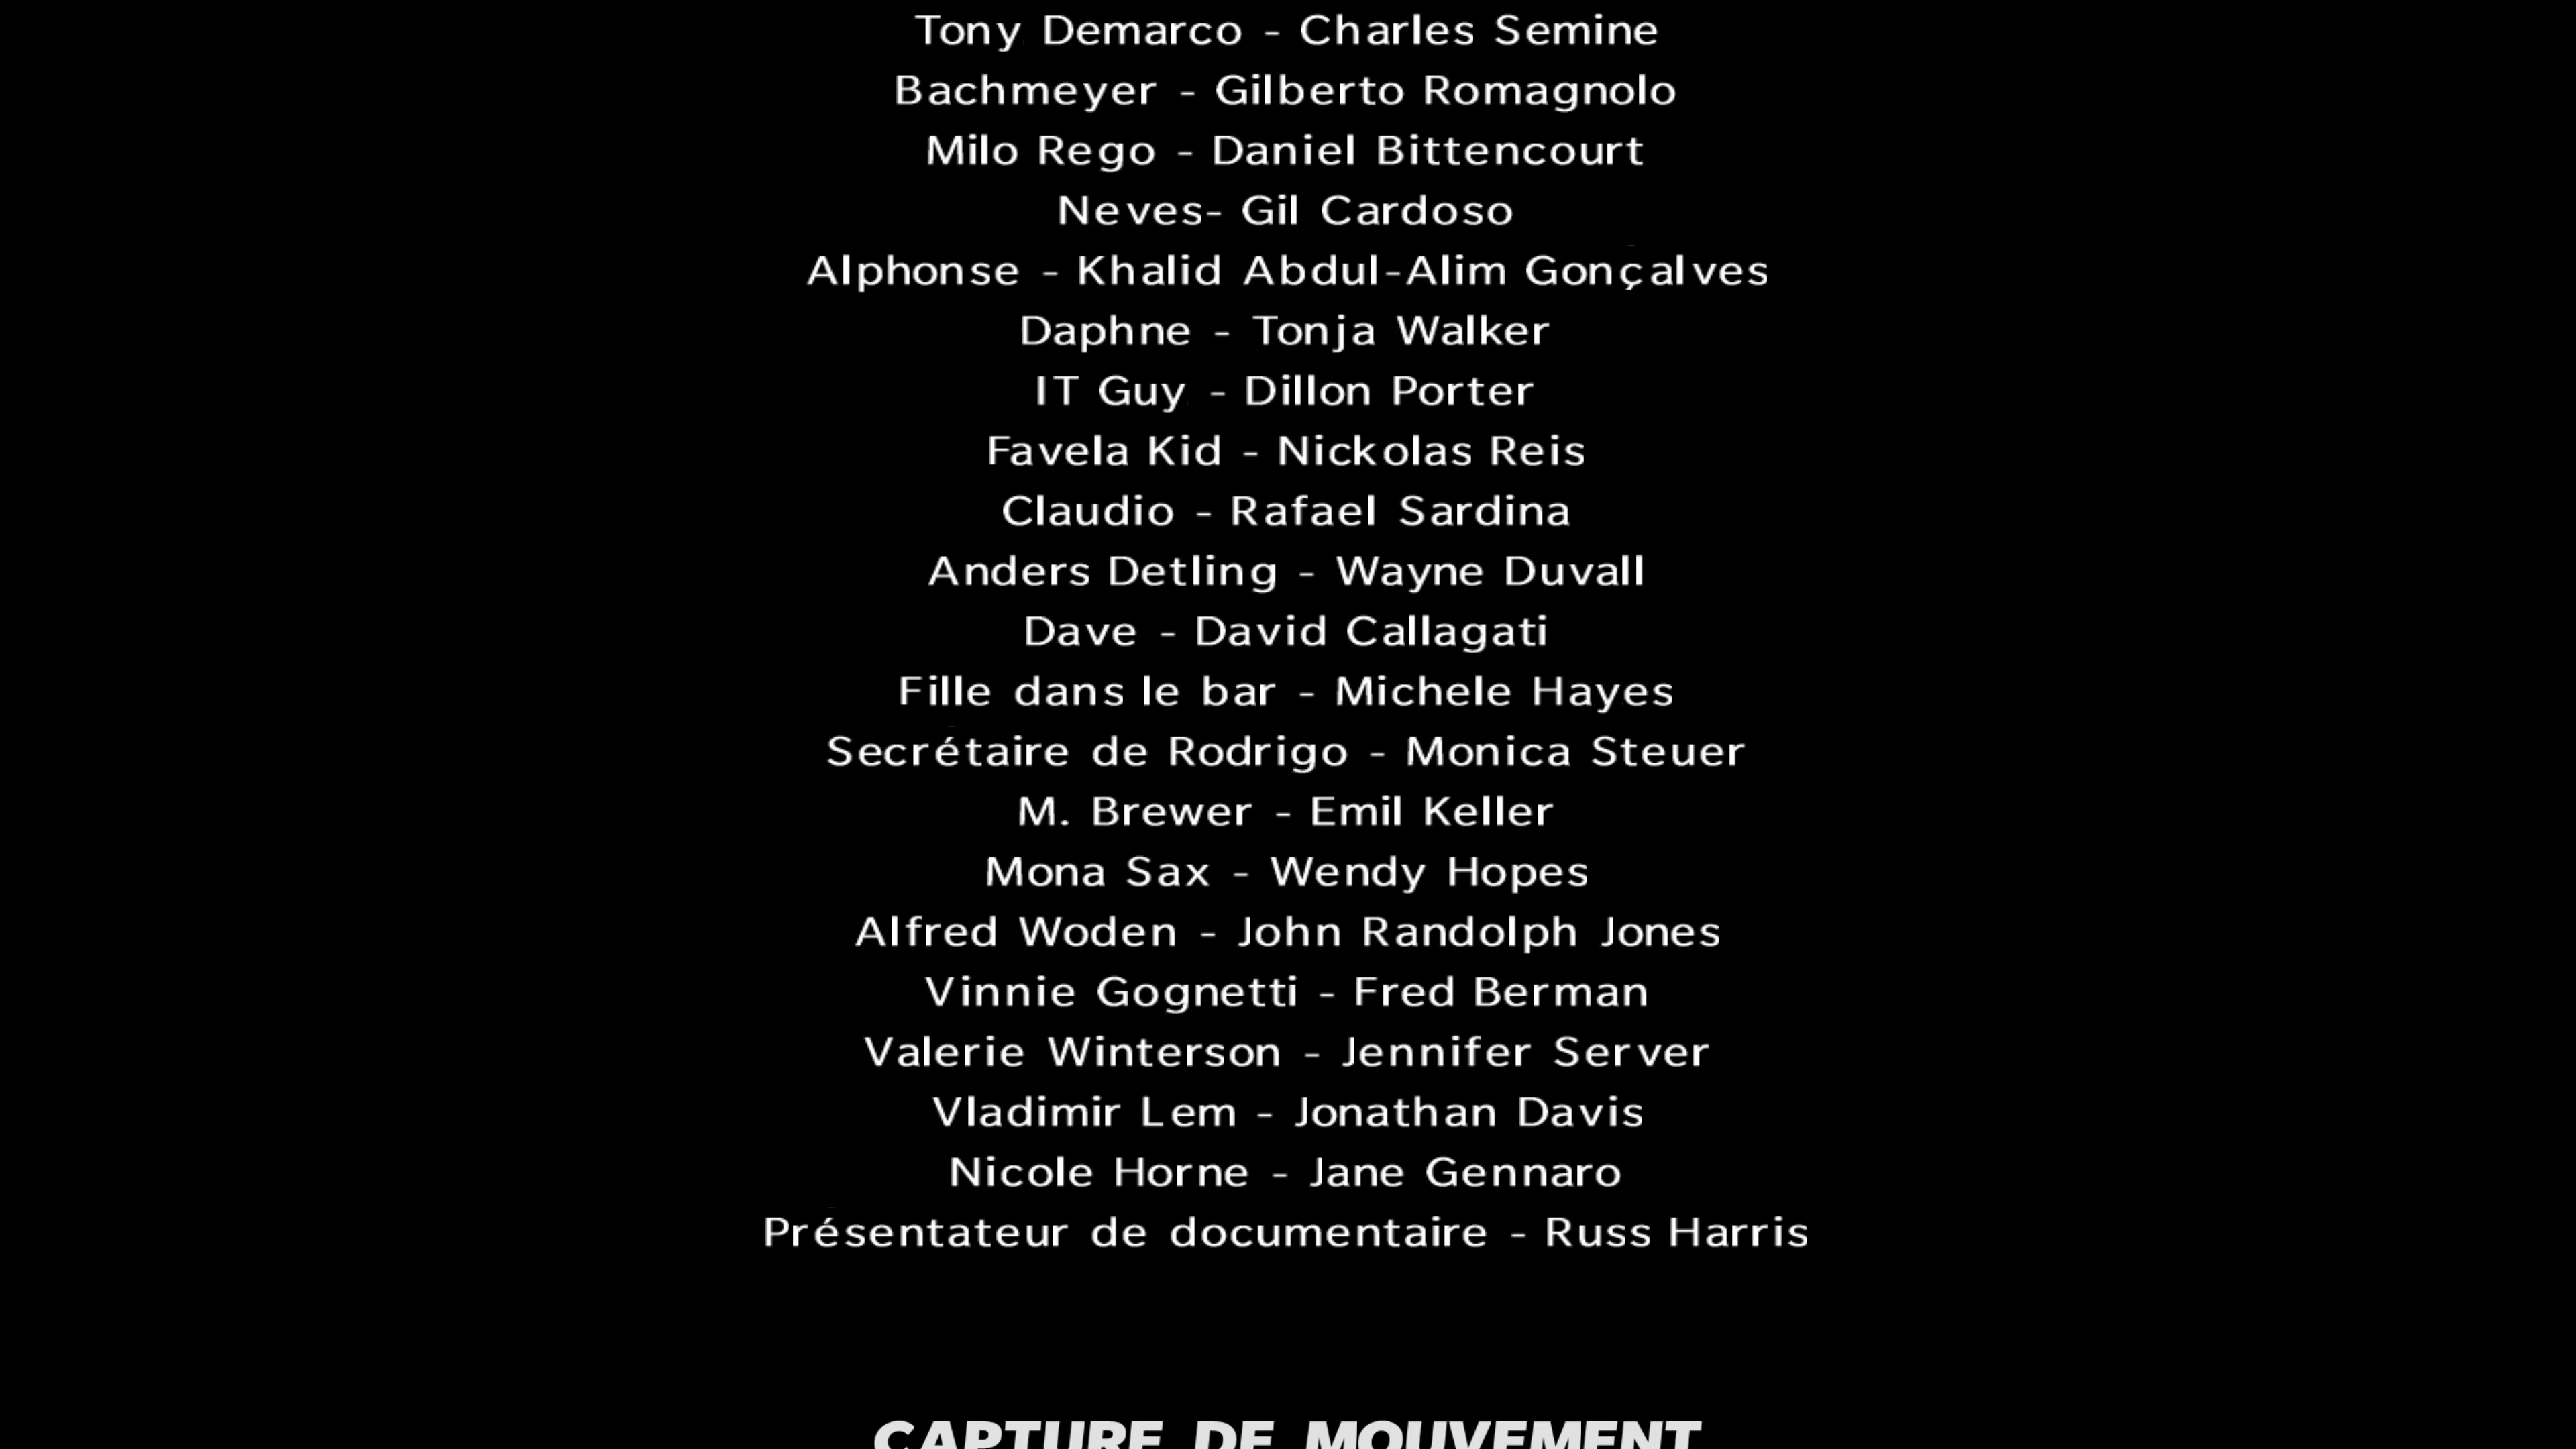 Tony Demarco - Charles Semine
Bachmeyer - Gilberto Romagnolo
Milo Rego - Daniel Bittencourt
Neves- Gil Cardoso
Alphonse - Khalid Abdul-Alim Gonçalves
Daphne - Tonja Walker
IT Guy - Dillon Porter
Favela Kid - Nickolas Reis
Claudio - Rafael Sardina
Anders Detling - Wayne Duvall
Dave - David Callagati
Fille dans le bar - Michele Hayes
Secrétaire de Rodrigo - Monica Steuer
M. Brewer - Emil Keller
Mona Sax - Wendy Hopes
Alfred Woden - John Randolph Jones
Vinnie Gognetti - Fred Berman
Valerie Winterson - Jennifer Server
Vladimir Lem - Jonathan Davis
Nicole Horne - Jane Gennaro
Présentateur de documentaire - Russ Harris
CAPTURE DE MOUVEMENT